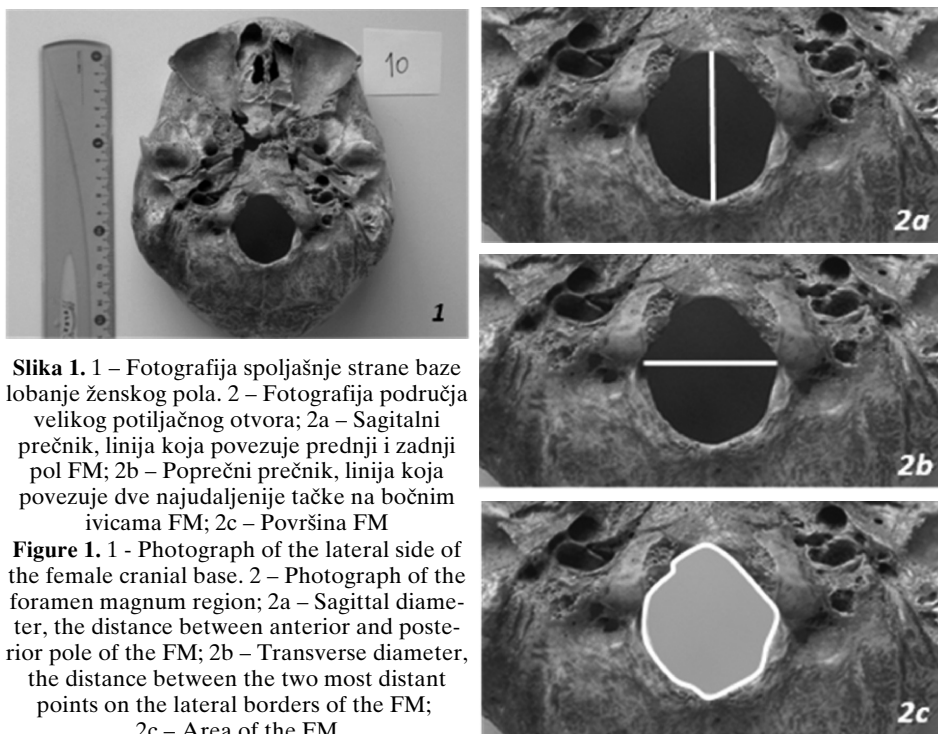 10
1
Slika 1. 1 – Fotografija spoljašnje strane baze
lobanje ženskog pola. 2 – Fotografija područja
velikog potiljačnog otvora; 2a – Sagitalni
prečnik, linija koja povezuje prednji i zadnji
pol FM; 2b – Poprečni prečnik, linija koja
povezuje dve najudaljenije tačke na bočnim
ivicama FM; 2c – Površina FM
Figure 1. 1 - Photograph of the lateral side of
the female cranial base. 2 – Photograph of the
foramen magnum region; 2a – Sagittal diame-
ter, the distance between anterior and poste-
rior pole of the FM; 2b – Transverse diameter,
the distance between the two most distant
points on the lateral borders of the FM;
2c – Area of the FM
2a
2b
2c